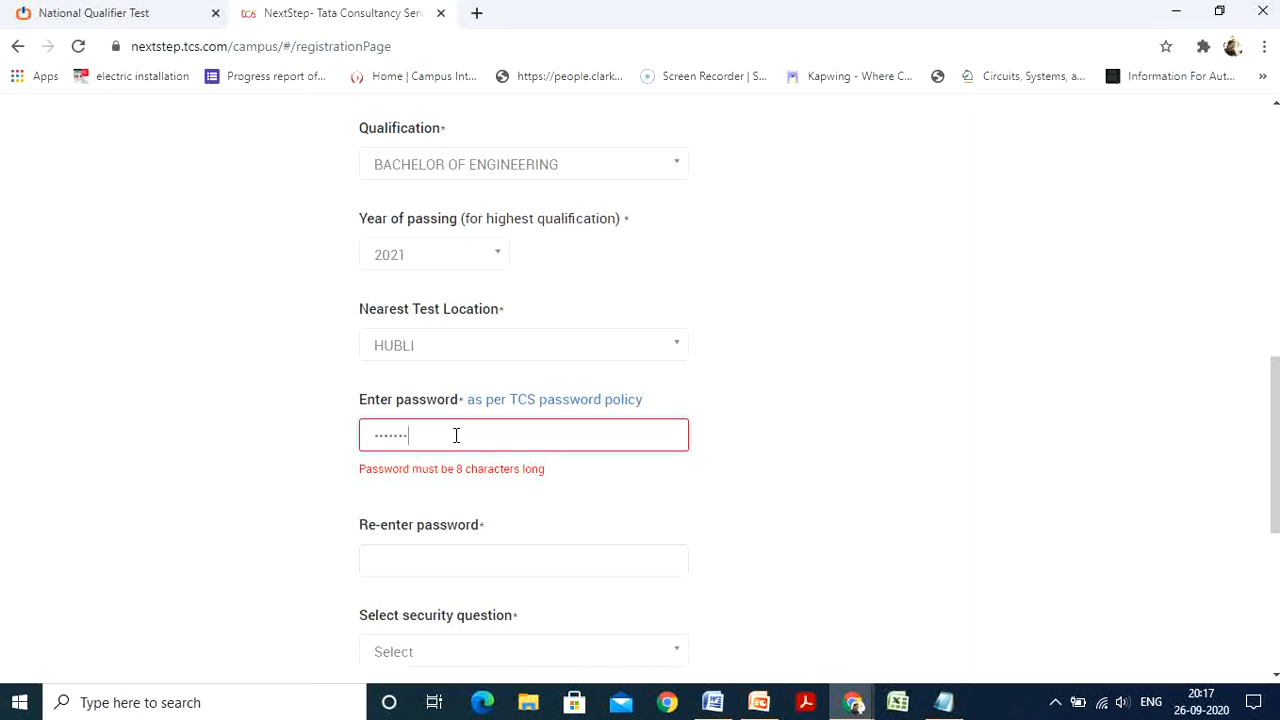 National Qualifier Test
tcs NextStep- Tata Consultancy Serv
nextstep.tcs.com/campus/#/registrationPage
Apps
electric installation
Progress report of...
Home | Campus Int...
https://people.clark...
Screen Recorder | S...
Kapwing - Where C...
Circuits, Systems, a...
Information For Aut...
Qualification*
BACHELOR OF ENGINEERING
Year of passing (for highest qualification) *
2021
Nearest Test Location*
HUBLI
Enter password* as per TCS password policy
•••••••
Password must be 8 characters long
Re-enter password*
Select security question*
Select
Type here to search
ENG
20:17
26-09-2020